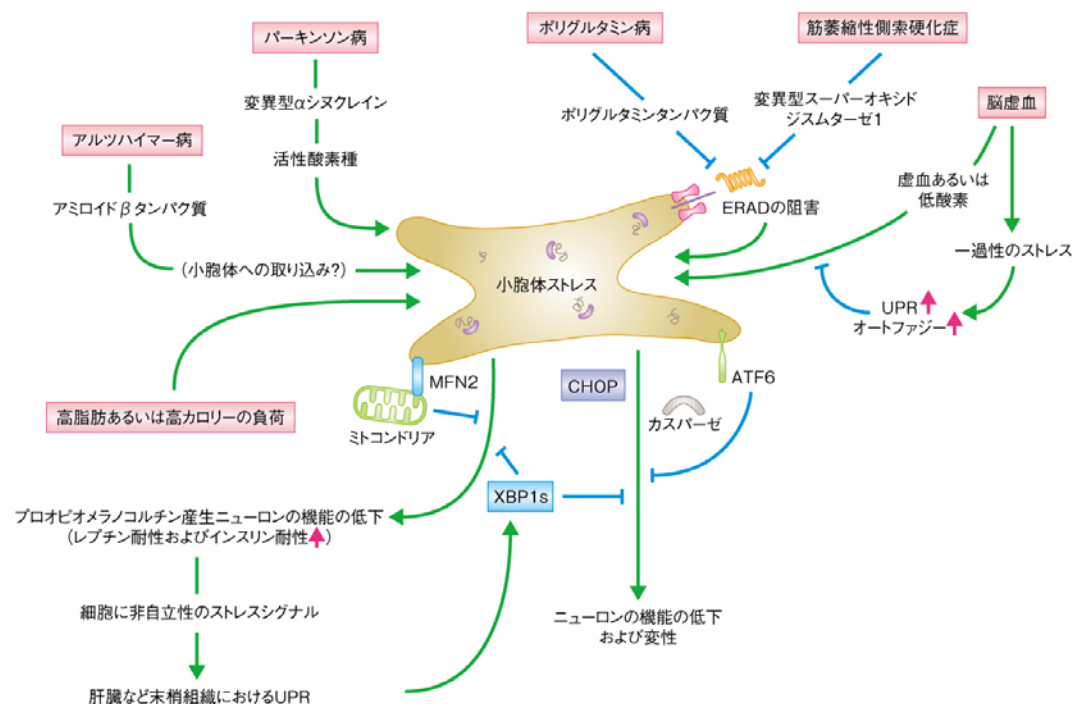 パーキンソン病
ポリグルタミン病
筋萎縮性側索硬化症
脳虚血
変異型αシヌクレイン
ポリグルタミンタンパク質
変異型スーパーオキシド
ジスムターゼ1
アルツハイマー病
活性酸素種
アミロイドβタンパク質
虚血あるいは
低酸素
ERADの阻害
一過性のストレス
(小胞体への取り込み?)
小胞体ストレス
UPR
オートファジー
MFN2
CHOP
ATF6
高脂肪あるいは高カロリーの負荷
ミトコンドリア
カスパーゼ
XBP1s
プロオピオメラノコルチン産生ニューロンの機能の低下
(レプチン耐性およびインスリン耐性)
細胞に非自立性のストレスシグナル
ニューロンの機能の低下
および変性
肝臓など末梢組織におけるUPR